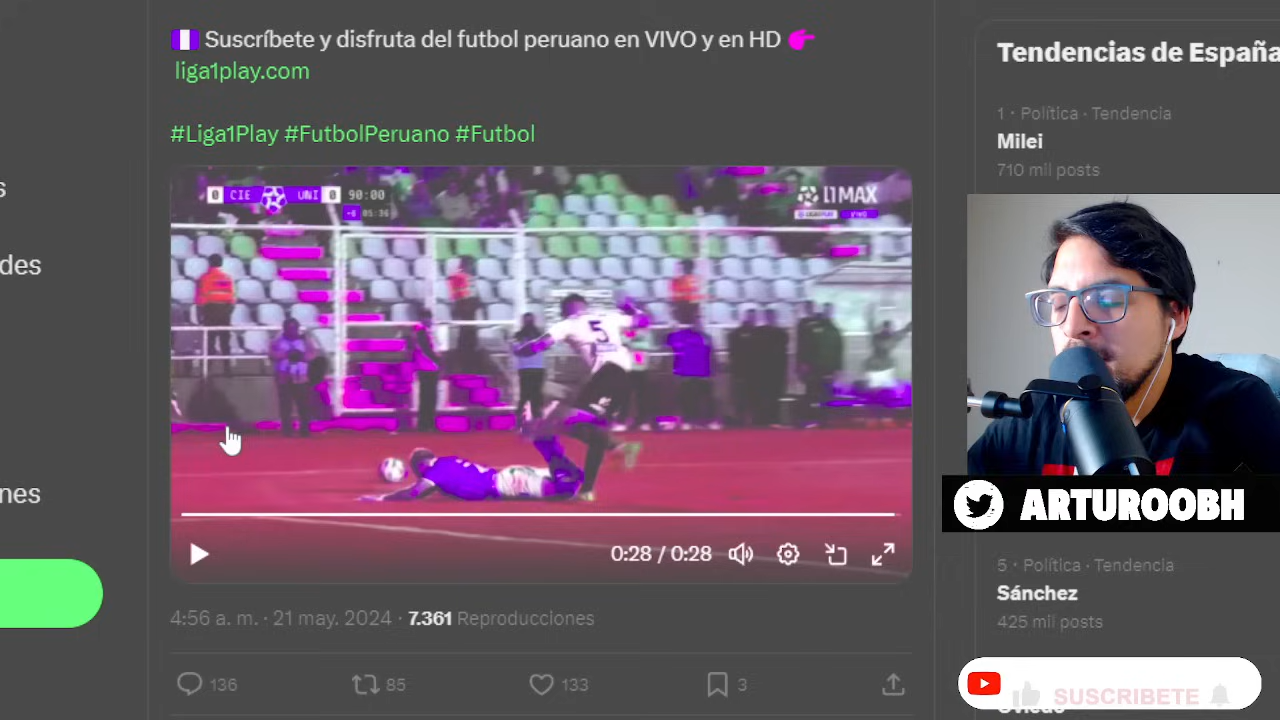 Suscríbete y disfruta del futbol peruano en VIVO y en HD
liga1play.com
#Liga1Play #FutbolPeruano #Futbol
0 CIE UNI 0 90:00
L1 MAX
5
0:28 / 0:28
4:56 a. m. · 21 may. 2024 · 7.361 Reproducciones
136 85 133 3
s
des
nes
Tendencias de España
1 · Política · Tendencia
Milei
710 mil posts
ARTUROOBH
5 · Política · Tendencia
Sánchez
425 mil posts
SUSCRIBETE